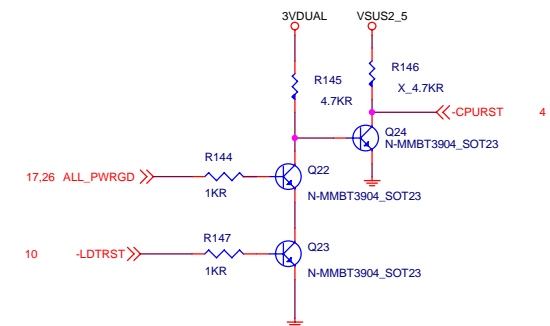 3VDUAL VSUS2_5
R145
4.7KR
R146
X_4.7KR
-CPURST 4
Q24
N-MMBT3904_SOT23
R144
17,26 ALL_PWRGD
1KR
Q22
N-MMBT3904_SOT23
R147
10 -LDTRST
1KR
Q23
N-MMBT3904_SOT23